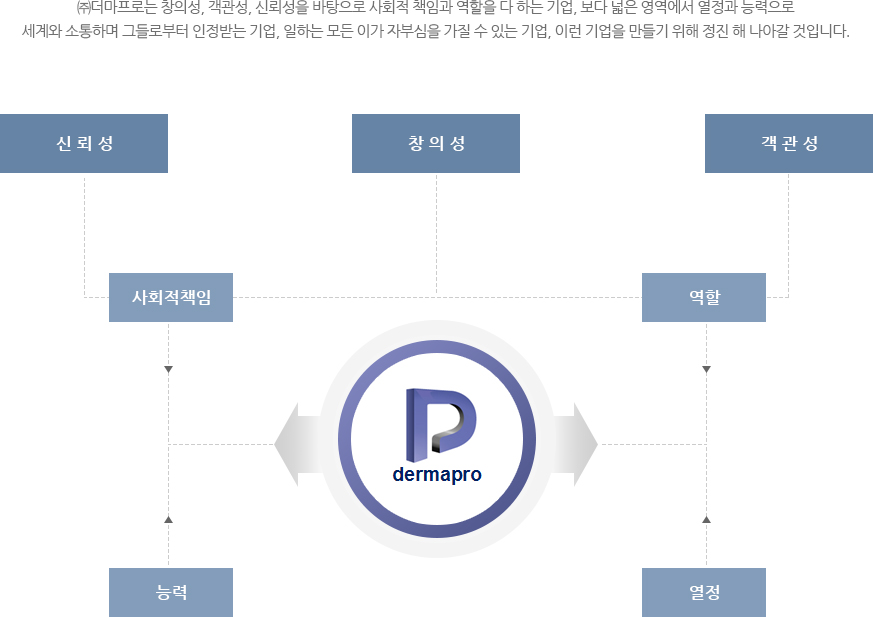 ㈜더마프로는 창의성, 객관성, 신뢰성을 바탕으로 사회적 책임과 역할을 다 하는 기업, 보다 넓은 영역에서 열정과 능력으로
세계와 소통하며 그들로부터 인정받는 기업, 일하는 모든 이가 자부심을 가질 수 있는 기업, 이런 기업을 만들기 위해 정진 해 나아갈 것입니다.
신 뢰 성
창 의 성
객 관 성
사회적책임
역할
dermapro
능력
열정